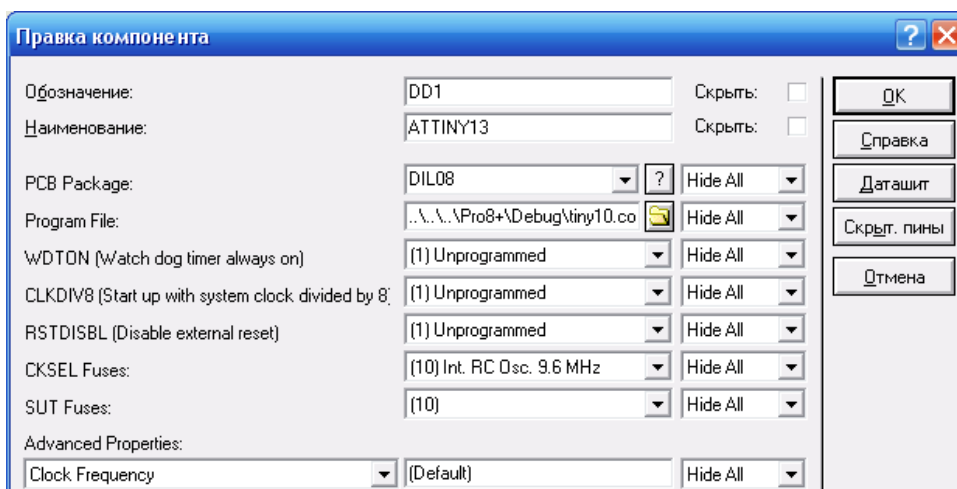 Правка компонента
Обозначение: DD1 Скрыть: OK
Наименование: ATTINY13 Скрыть: Справка
PCB Package: DIL08 ? Hide All Даташит
Program File: ..\..\..\Pro8+\Debug\tiny10.co Hide All Скрыт. пины
WDTON (Watch dog timer always on) (1) Unprogrammed Hide All
CLKDIV8 (Start up with system clock divided by 8) (1) Unprogrammed Hide All Отмена
RSTDISBL (Disable external reset) (1) Unprogrammed Hide All
CKSEL Fuses: (10) Int. RC Osc. 9.6 MHz Hide All
SUT Fuses: (10) Hide All
Advanced Properties:
Clock Frequency (Default) Hide All